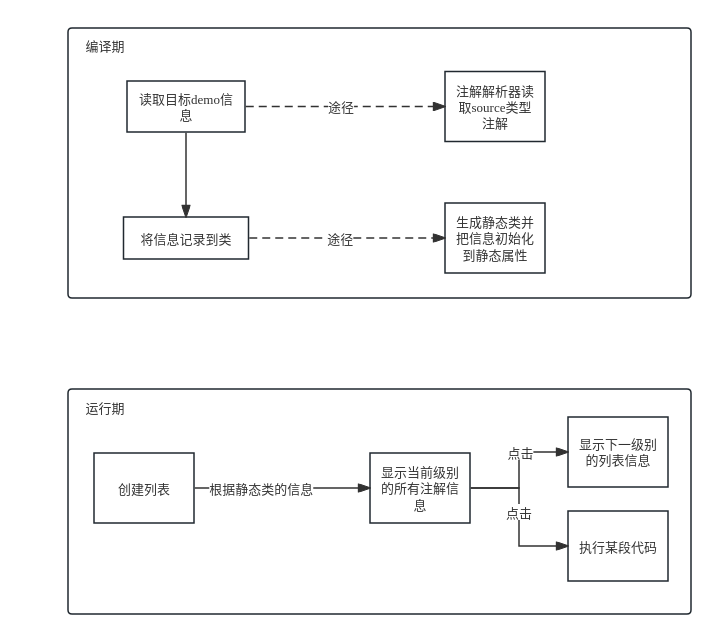 编译期
读取目标demo信
息
途径
注解解析器读
取source类型
注解
将信息记录到类
途径
生成静态类并
把信息初始化
到静态属性
运行期
创建列表
根据静态类的信息
显示当前级别
的所有注解信
息
点击
显示下一级别
的列表信息
点击
执行某段代码